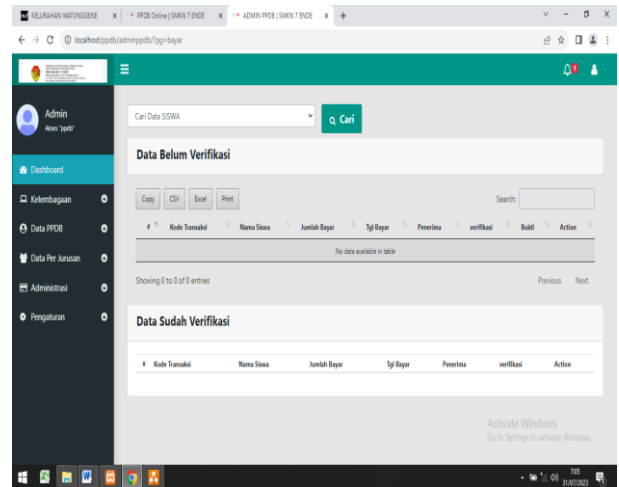 KELURAHAN WATUNGGENE X PPDB Online | SMKN 7 ENDE X ADMIN PPDB | SMKN 7 ENDE X +
localhost/ppdb/adminppdb/?pg=bayar
Admin
Akses "ppdb"
Dashboard
Kelembagaan
Data PPDB
Data Per Jurusan
Administrasi
Pengaturan
Cari Data SISWA Cari
Data Belum Verifikasi
Copy CSV Excel Print Search:
# Kode Transaksi Nama Siswa Jumlah Bayar Tgl Bayar Penerima verifikasi Bukti Action
No data available in table
Showing 0 to 0 of 0 entries Previous Next
Data Sudah Verifikasi
# Kode Transaksi Nama Siswa Jumlah Bayar Tgl Bayar Penerima verifikasi Action
Activate Windows
Go to Settings to activate Windows.
7:05
31/07/2023